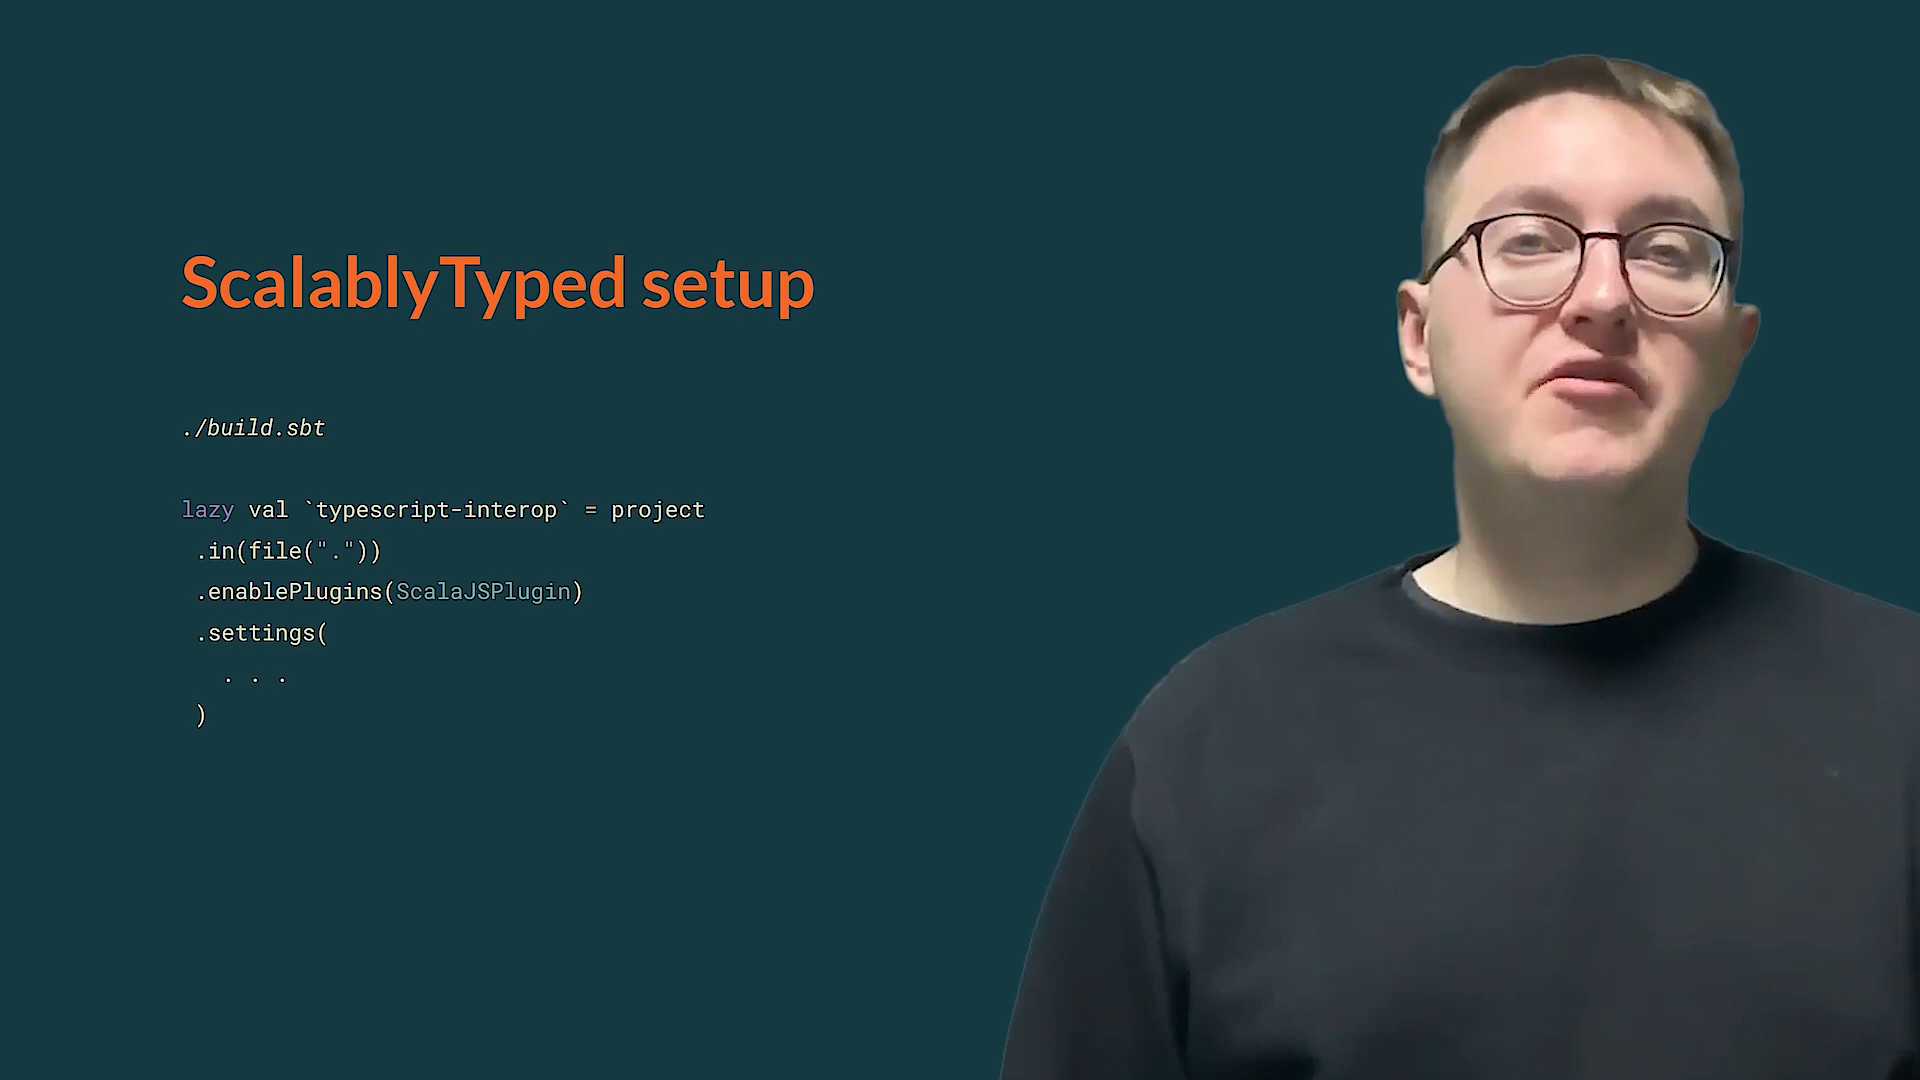 ScalablyTyped setup
./build.sbt
lazy val `typescript-interop` = project
.in(file("."))
.enablePlugins(ScalaJSPlugin)
.settings(
. . .
)